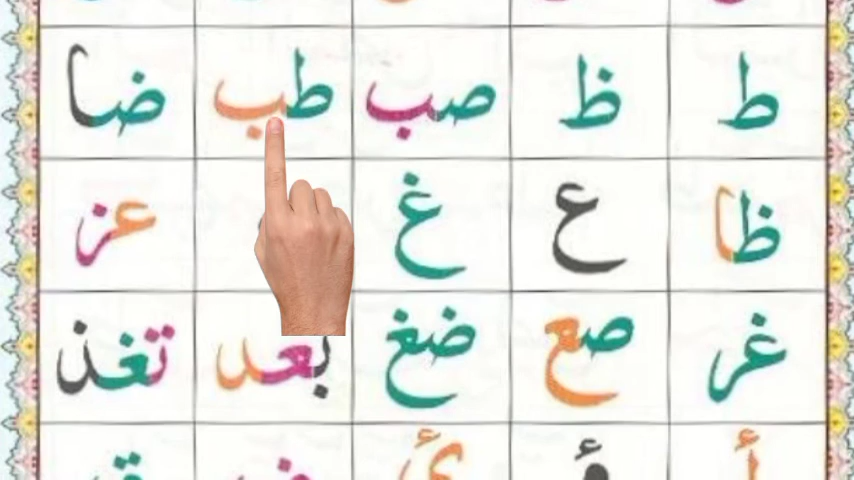 ط ظ صب طب ضا
ظا ع غ عز
غر صع ضغ بعد تغذ
أ ئ